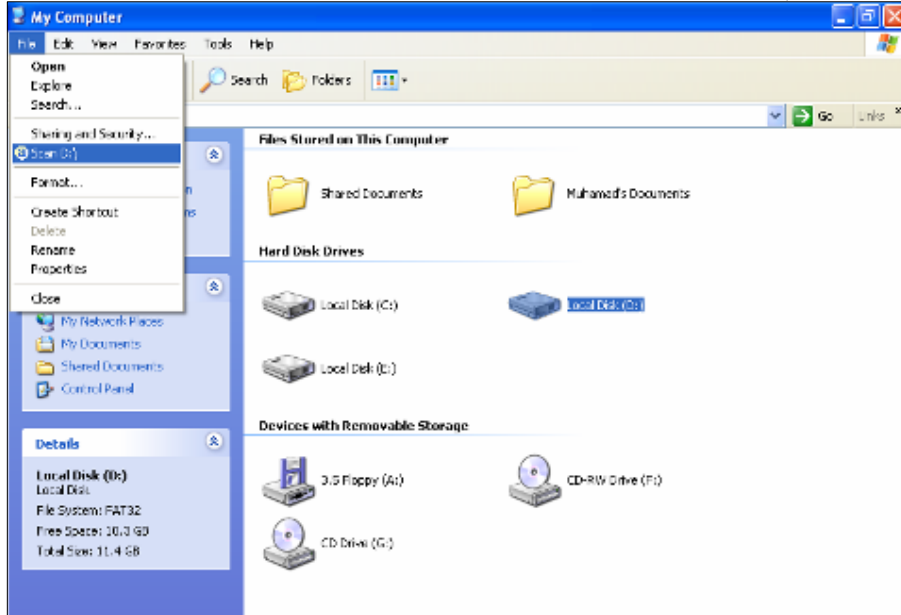 My Computer
File Edit View Favorites Tools Help
Open
Explore
Search...
Search Folders
Sharing and Security...
Go Links
Scan D:\
Format...
Create Shortcut
Delete
Rename
Properties
Close
My Network Places
My Documents
Shared Documents
Control Panel
Details
Local Disk (D:)
Local Disk
File System: FAT32
Free Space: 10.3 GB
Total Size: 11.4 GB
Files Stored on This Computer
Shared Documents Muhamad's Documents
Hard Disk Drives
Local Disk (C:) Local Disk (D:)
Local Disk (E:)
Devices with Removable Storage
3.5 Floppy (A:) CD-RW Drive (F:)
CD Drive (G:)